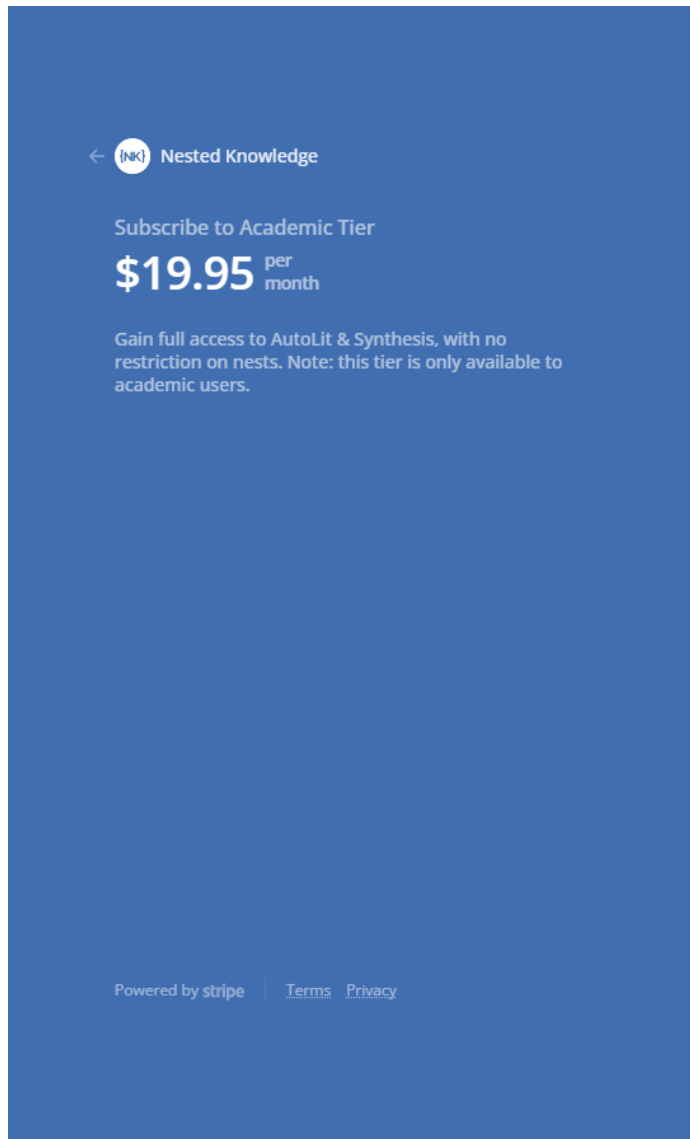 {NK} Nested Knowledge
Subscribe to Academic Tier
$19.95 per
month
Gain full access to AutoLit & Synthesis, with no
restriction on nests. Note: this tier is only available to
academic users.
Powered by stripe Terms Privacy